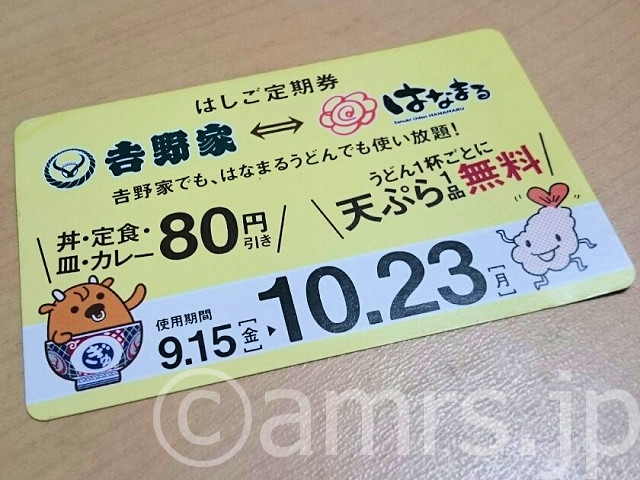 はしご定期券
吉野家 ⇔ はなまる
Sanuki Udon HANAMARU
吉野家でも、はなまるうどんでも使い放題!
丼・定食・皿・カレー 80円引き
うどん1杯ごとに
天ぷら1品無料
使用期間
9.15[金]▶10.23[月]
©amrs.jp